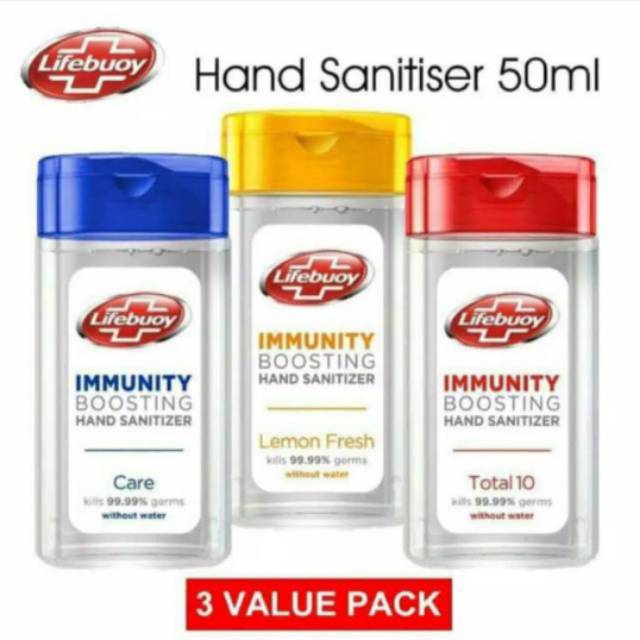 Lifebuoy
Hand Sanitiser 50ml
Lifebuoy
IMMUNITY
BOOSTING
HAND SANITIZER
Care
kills 99.99% germs
without water
Lifebuoy
IMMUNITY
BOOSTING
HAND SANITIZER
Lemon Fresh
kills 99.99% germs
without water
Lifebuoy
IMMUNITY
BOOSTING
HAND SANITIZER
Total 10
kills 99.99% germs
without water
3 VALUE PACK